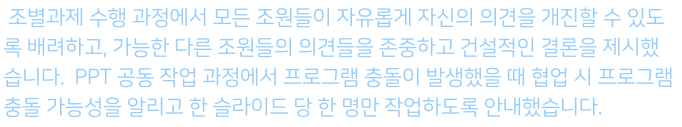 조별과제 수행 과정에서 모든 조원들이 자유롭게 자신의 의견을 개진할 수 있도
록 배려하고, 가능한 다른 조원들의 의견들을 존중하고 건설적인 결론을 제시했
습니다.  PPT 공동 작업 과정에서 프로그램 충돌이 발생했을 때 협업 시 프로그램
충돌 가능성을 알리고 한 슬라이드 당 한 명만 작업하도록 안내했습니다.